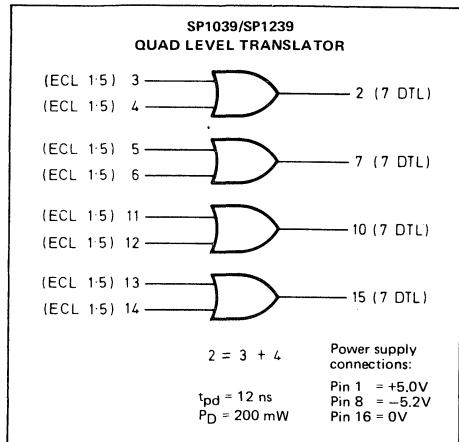 SP1039/SP1239
QUAD LEVEL TRANSLATOR
(ECL 1·5) 3
(ECL 1·5) 4
2 (7 DTL)
(ECL 1·5) 5
(ECL 1·5) 6
7 (7 DTL)
(ECL 1·5) 11
(ECL 1·5) 12
10 (7 DTL)
(ECL 1·5) 13
(ECL 1·5) 14
15 (7 DTL)
2 = 3 + 4
tpd = 12 ns
PD = 200 mW
Power supply
connections:
Pin 1 = +5.0V
Pin 8 = −5.2V
Pin 16 = 0V